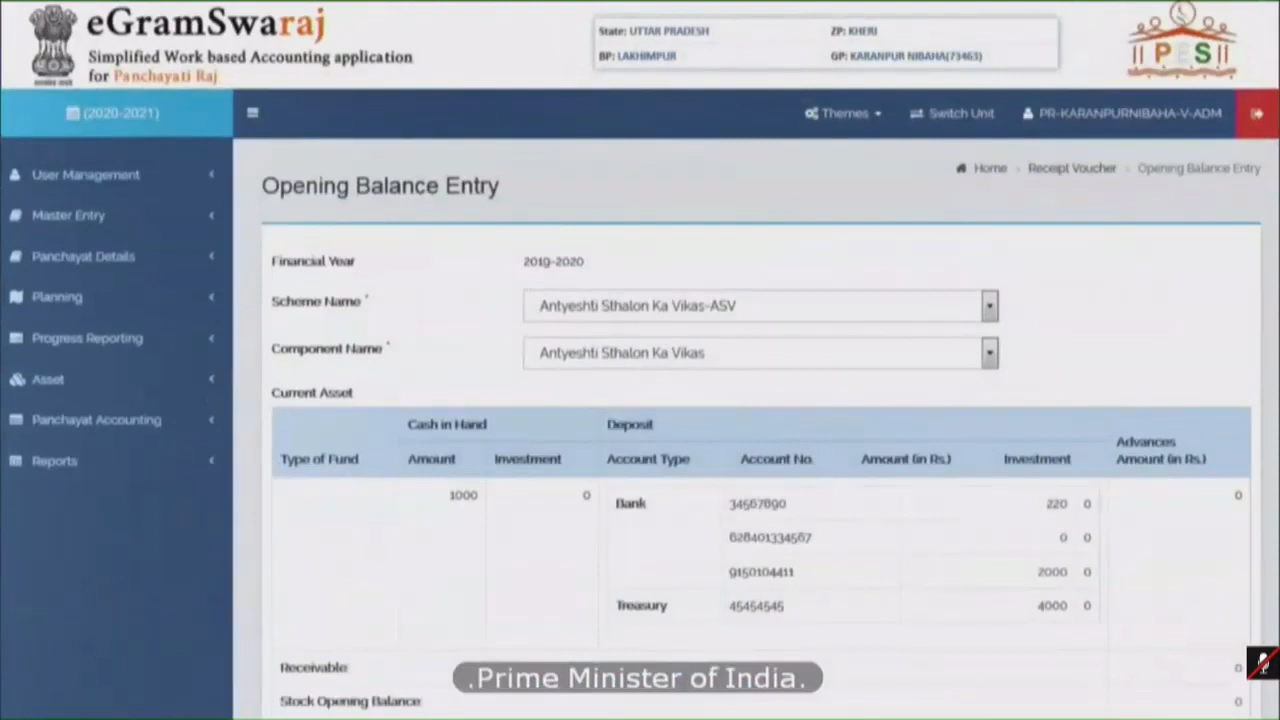 eGramSwaraj
Simplified Work based Accounting application
for Panchayati Raj
State: UTTAR PRADESH ZP: KHERI
BP: LAKHIMPUR GP: KARANPUR NIBAHA(73463)
PES
(2020-2021)
Themes Switch Unit PR-KARANPURNIBAHA-V-ADM
User Management
Master Entry
Panchayat Details
Planning
Progress Reporting
Asset
Panchayat Accounting
Reports
Home - Receipt Voucher - Opening Balance Entry
Opening Balance Entry
Financial Year 2019-2020
Scheme Name * Antyeshti Sthalon Ka Vikas-ASV
Component Name * Antyeshti Sthalon Ka Vikas
Current Asset
Cash in Hand Deposit
Type of Fund Amount Investment Account Type Account No. Amount (in Rs.) Investment Advances Amount (in Rs.)
1000 0 Bank 34567890 220 0 0
628401334567 0 0
9150104411 2000 0
Treasury 45454545 4000 0
Receivable 0
Stock Opening Balance 0
.Prime Minister of India.